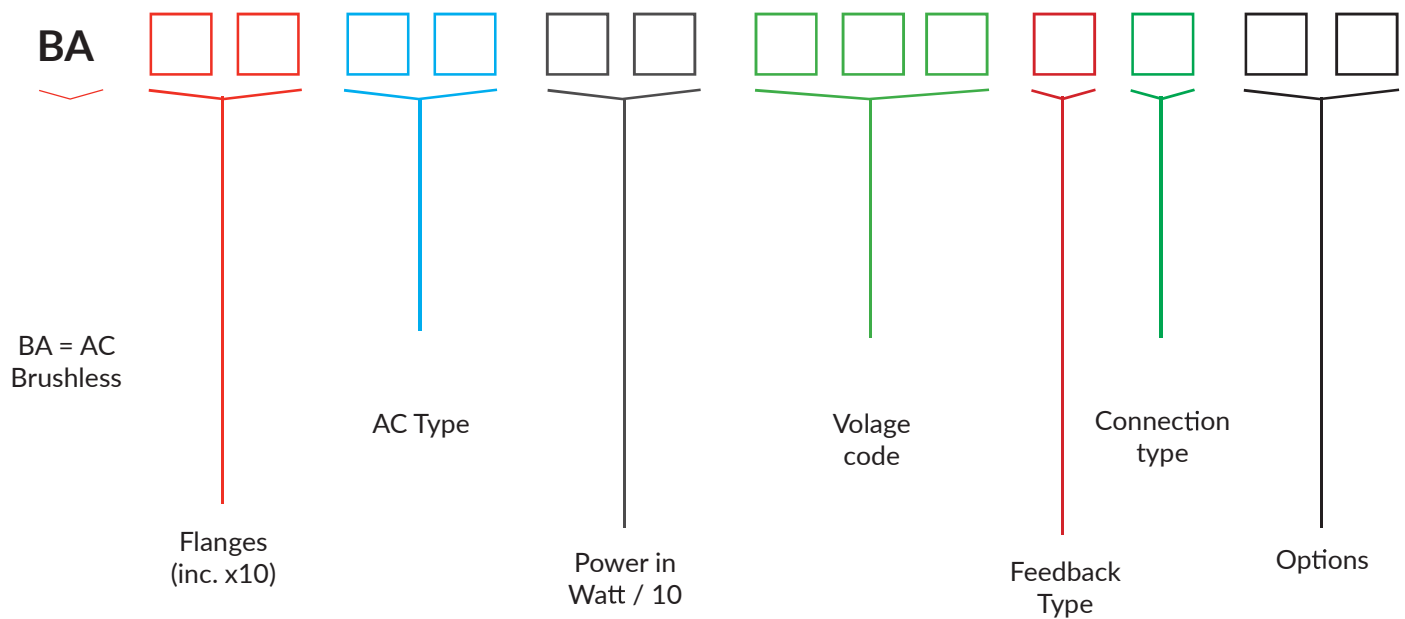 BA
BA = AC
Brushless
Flanges
(inc. x10)
AC Type
Power in
Watt / 10
Volage
code
Feedback
Type
Connection
type
Options